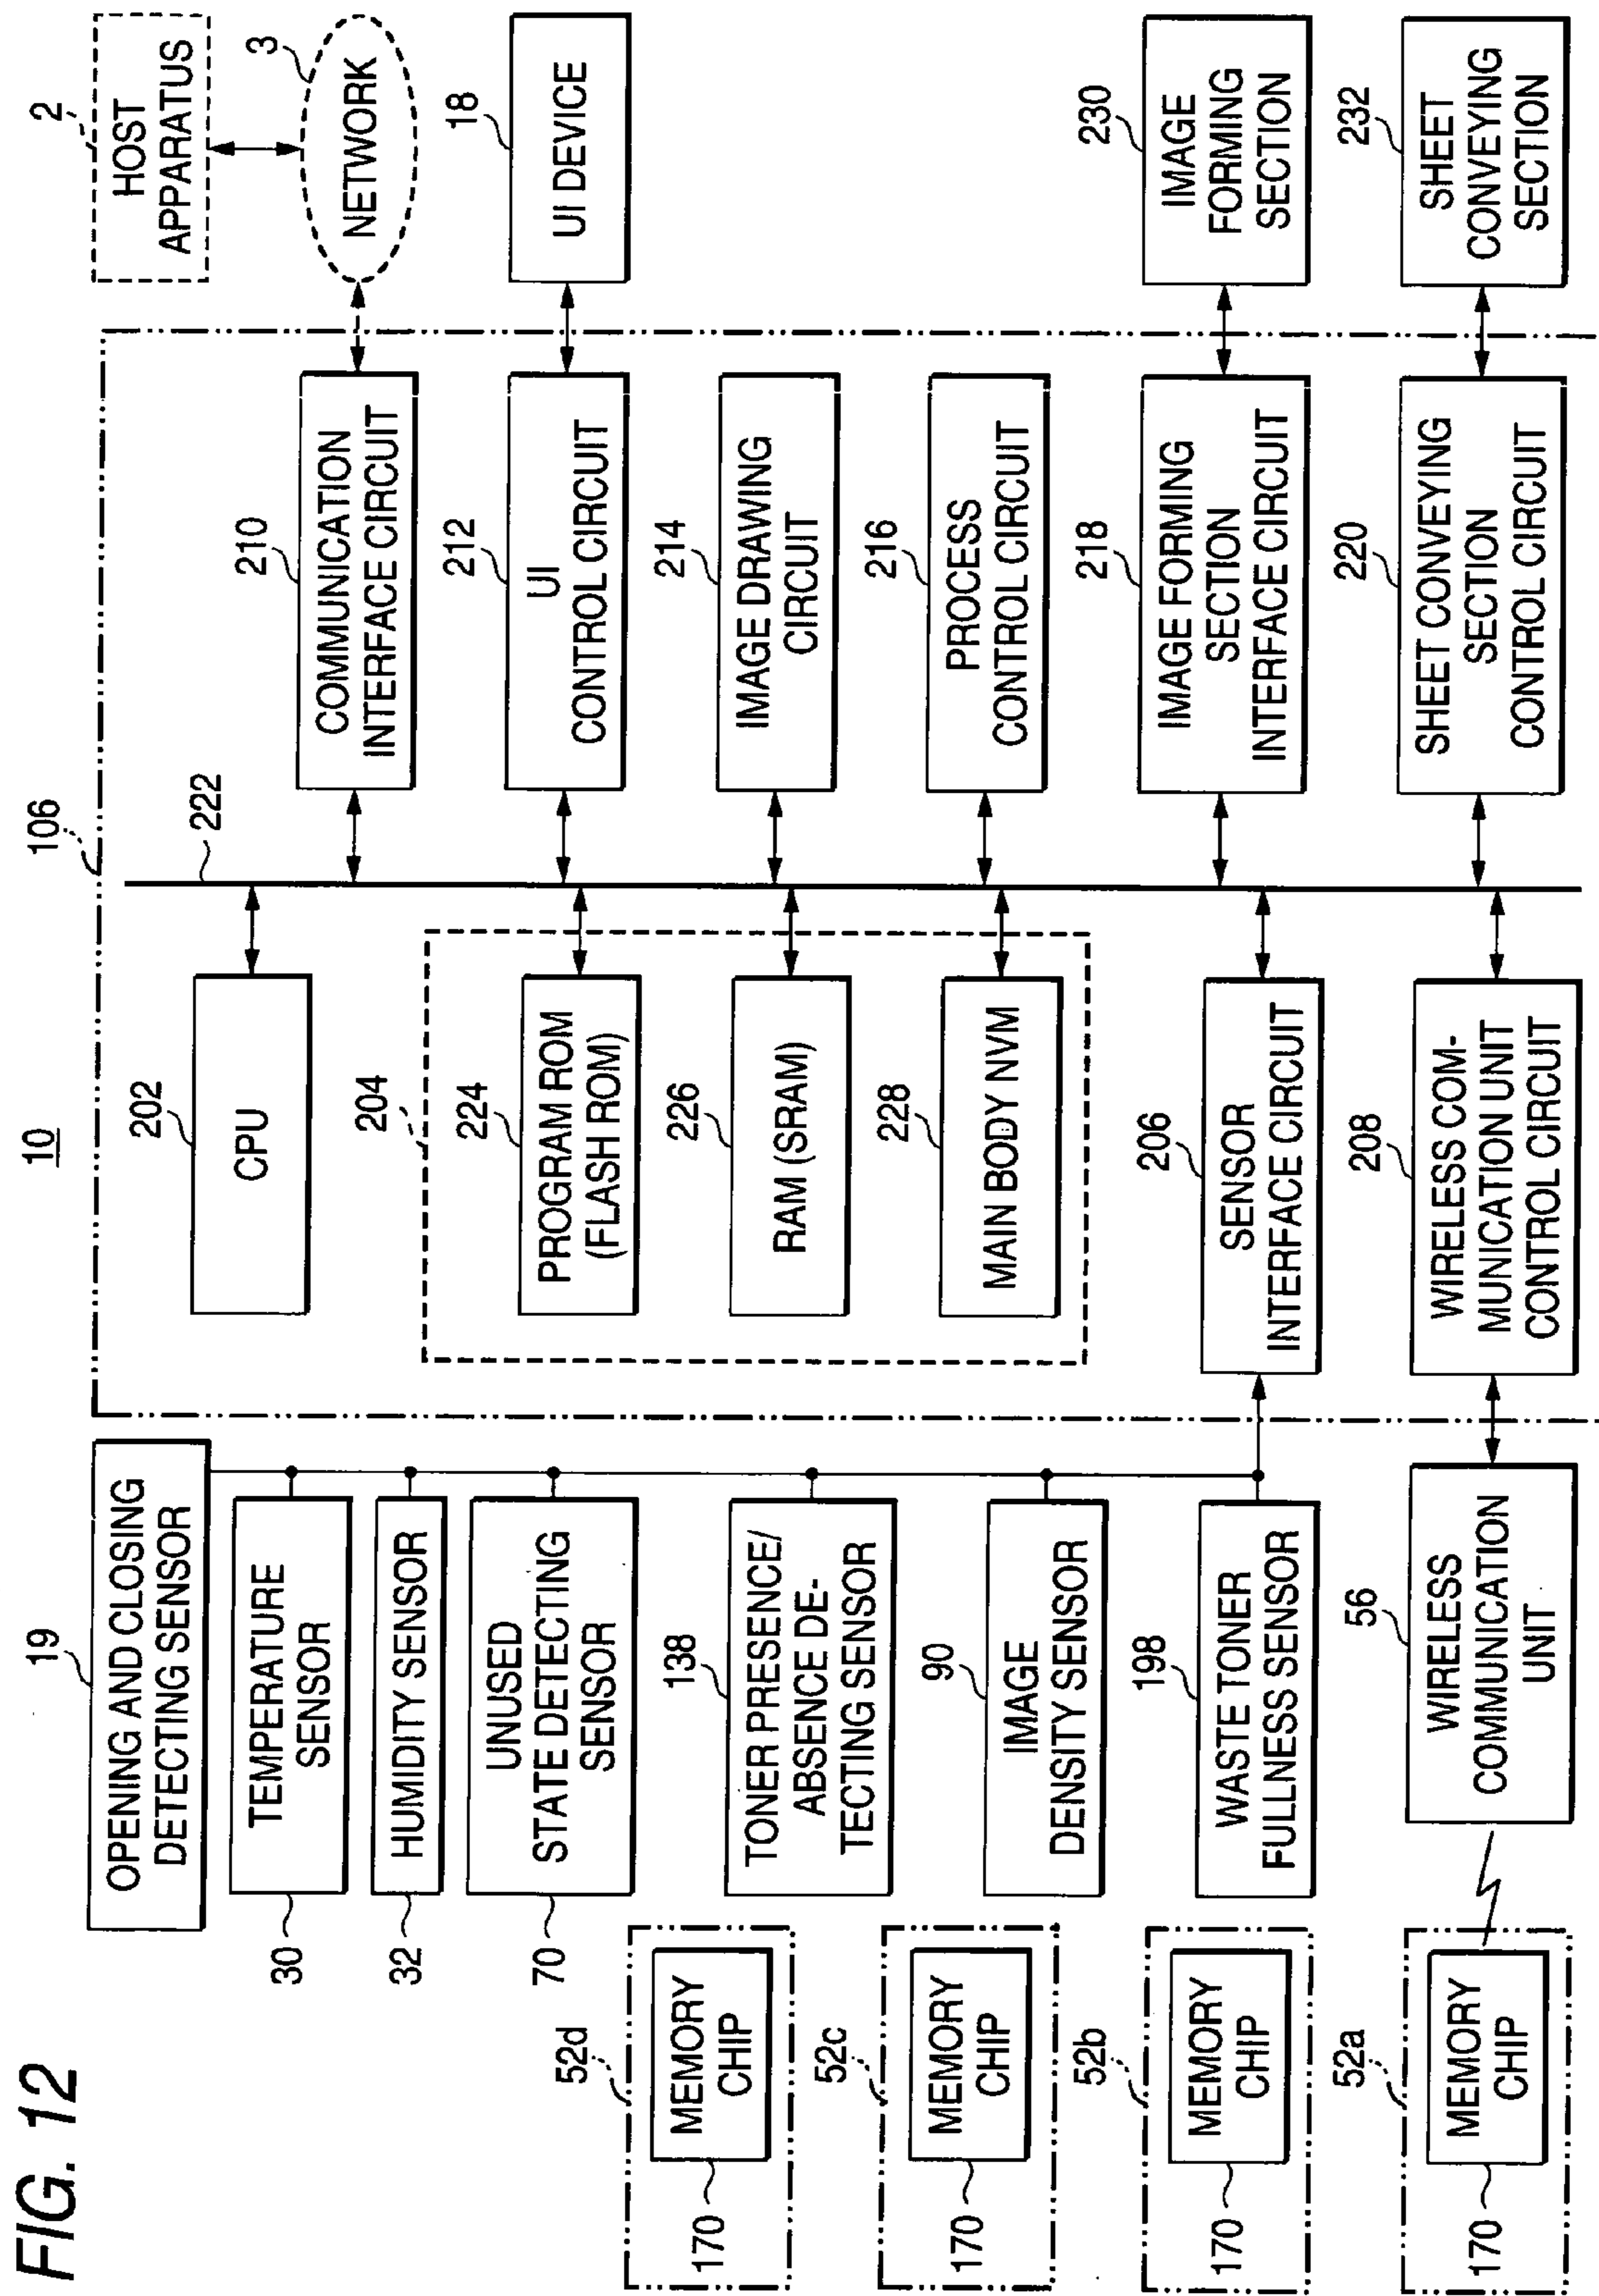 FIG. 12
10
106
2
HOST
APPARATUS
3
NETWORK
18
UI DEVICE
230
IMAGE
FORMING
SECTION
232
SHEET
CONVEYING
SECTION
222
210
COMMUNICATION
INTERFACE CIRCUIT
212
UI
CONTROL CIRCUIT
214
IMAGE DRAWING
CIRCUIT
216
PROCESS
CONTROL CIRCUIT
218
IMAGE FORMING
SECTION
INTERFACE CIRCUIT
220
SHEET CONVEYING
SECTION
CONTROL CIRCUIT
202
CPU
204
224
PROGRAM ROM
(FLASH ROM)
226
RAM (SRAM)
228
MAIN BODY NVM
206
SENSOR
INTERFACE CIRCUIT
208
WIRELESS COM-
MUNICATION UNIT
CONTROL CIRCUIT
19
OPENING AND CLOSING
DETECTING SENSOR
TEMPERATURE
SENSOR
30
HUMIDITY SENSOR
32
UNUSED
STATE DETECTING
SENSOR
70
138
TONER PRESENCE/
ABSENCE DE-
TECTING SENSOR
90
IMAGE
DENSITY SENSOR
198
WASTE TONER
FULLNESS SENSOR
56
WIRELESS
COMMUNICATION
UNIT
52d
MEMORY
CHIP
170
52c
MEMORY
CHIP
170
52b
MEMORY
CHIP
170
52a
MEMORY
CHIP
170